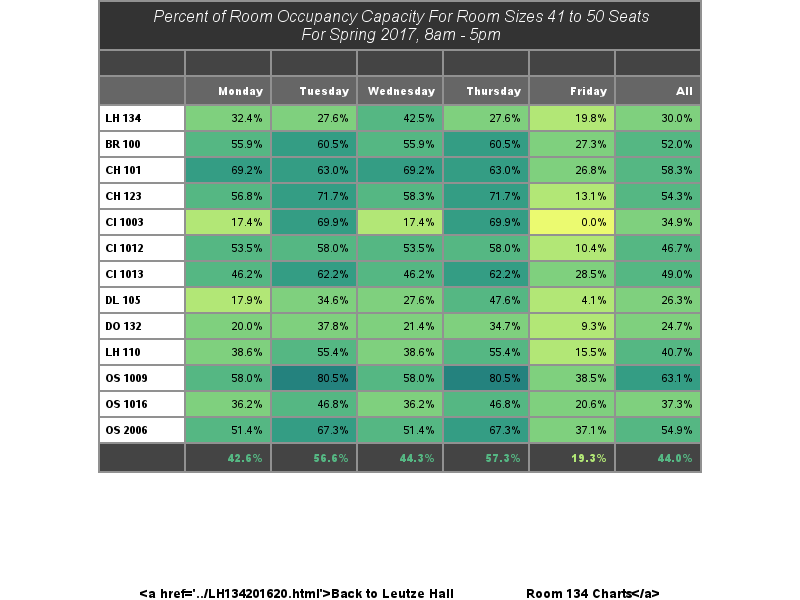 Percent of Room Occupancy Capacity For Room Sizes 41 to 50 Seats
For Spring 2017, 8am - 5pm
Monday Tuesday Wednesday Thursday Friday All
LH 134 32.4% 27.6% 42.5% 27.6% 19.8% 30.0%
BR 100 55.9% 60.5% 55.9% 60.5% 27.3% 52.0%
CH 101 69.2% 63.0% 69.2% 63.0% 26.8% 58.3%
CH 123 56.8% 71.7% 58.3% 71.7% 13.1% 54.3%
CI 1003 17.4% 69.9% 17.4% 69.9% 0.0% 34.9%
CI 1012 53.5% 58.0% 53.5% 58.0% 10.4% 46.7%
CI 1013 46.2% 62.2% 46.2% 62.2% 28.5% 49.0%
DL 105 17.9% 34.6% 27.6% 47.6% 4.1% 26.3%
DO 132 20.0% 37.8% 21.4% 34.7% 9.3% 24.7%
LH 110 38.6% 55.4% 38.6% 55.4% 15.5% 40.7%
OS 1009 58.0% 80.5% 58.0% 80.5% 38.5% 63.1%
OS 1016 36.2% 46.8% 36.2% 46.8% 20.6% 37.3%
OS 2006 51.4% 67.3% 51.4% 67.3% 37.1% 54.9%
42.6% 56.6% 44.3% 57.3% 19.3% 44.0%
<a href='../LH134201620.html'>Back to Leutze Hall Room 134 Charts</a>